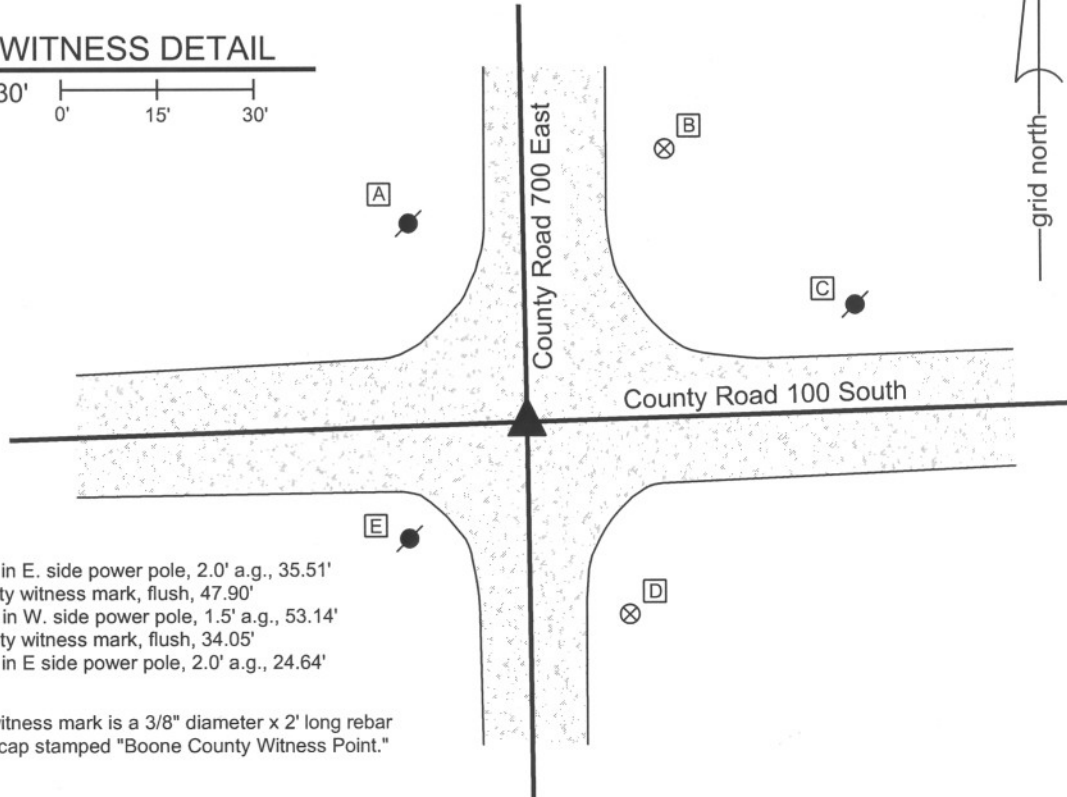 WITNESS DETAIL
30'
0' 15' 30'
B
A
County Road 700 East
grid north
C
County Road 100 South
E
in E. side power pole, 2.0' a.g., 35.51'
ty witness mark, flush, 47.90'
in W. side power pole, 1.5' a.g., 53.14'
ty witness mark, flush, 34.05'
in E side power pole, 2.0' a.g., 24.64'
D
itness mark is a 3/8" diameter x 2' long rebar
cap stamped "Boone County Witness Point."